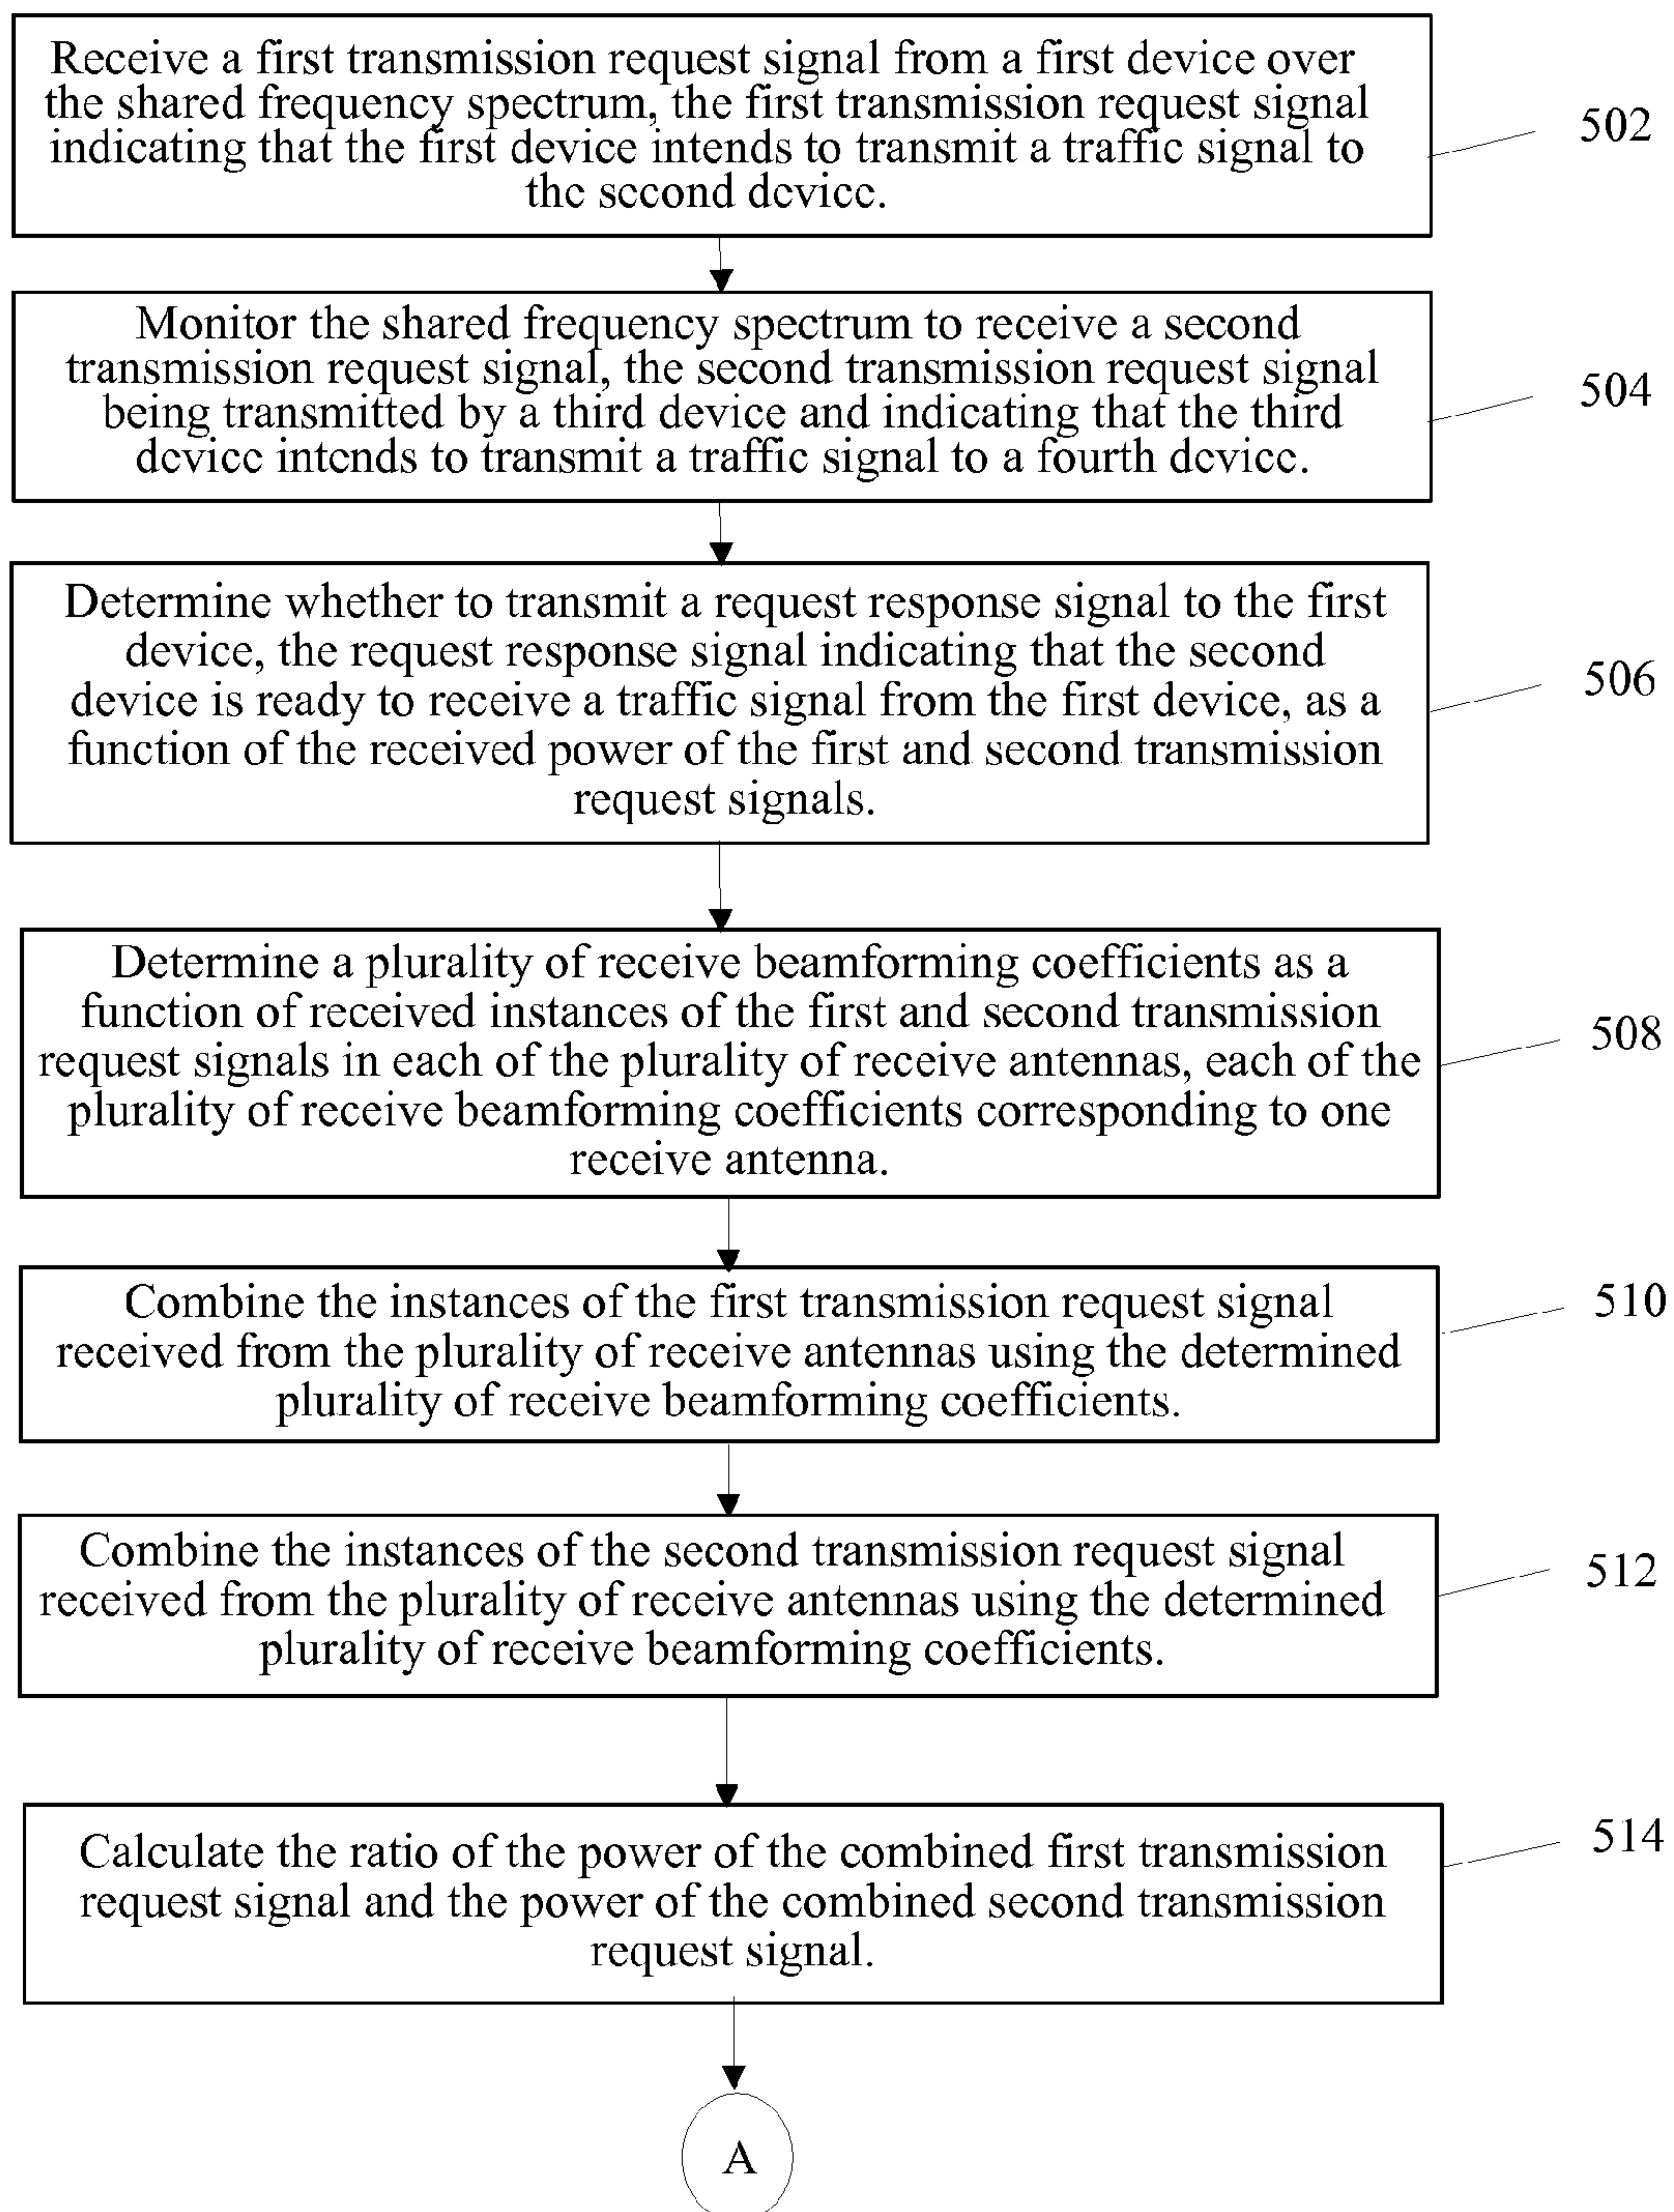 Receive a first transmission request signal from a first device over
the shared frequency spectrum, the first transmission request signal
indicating that the first device intends to transmit a traffic signal to
the second device.
502
Monitor the shared frequency spectrum to receive a second
transmission request signal, the second transmission request signal
being transmitted by a third device and indicating that the third
device intends to transmit a traffic signal to a fourth device.
504
Determine whether to transmit a request response signal to the first
device, the request response signal indicating that the second
device is ready to receive a traffic signal from the first device, as a
function of the received power of the first and second transmission
request signals.
506
Determine a plurality of receive beamforming coefficients as a
function of received instances of the first and second transmission
request signals in each of the plurality of receive antennas, each of the
plurality of receive beamforming coefficients corresponding to one
receive antenna.
508
Combine the instances of the first transmission request signal
received from the plurality of receive antennas using the determined
plurality of receive beamforming coefficients.
510
Combine the instances of the second transmission request signal
received from the plurality of receive antennas using the determined
plurality of receive beamforming coefficients.
512
Calculate the ratio of the power of the combined first transmission
request signal and the power of the combined second transmission
request signal.
514
A